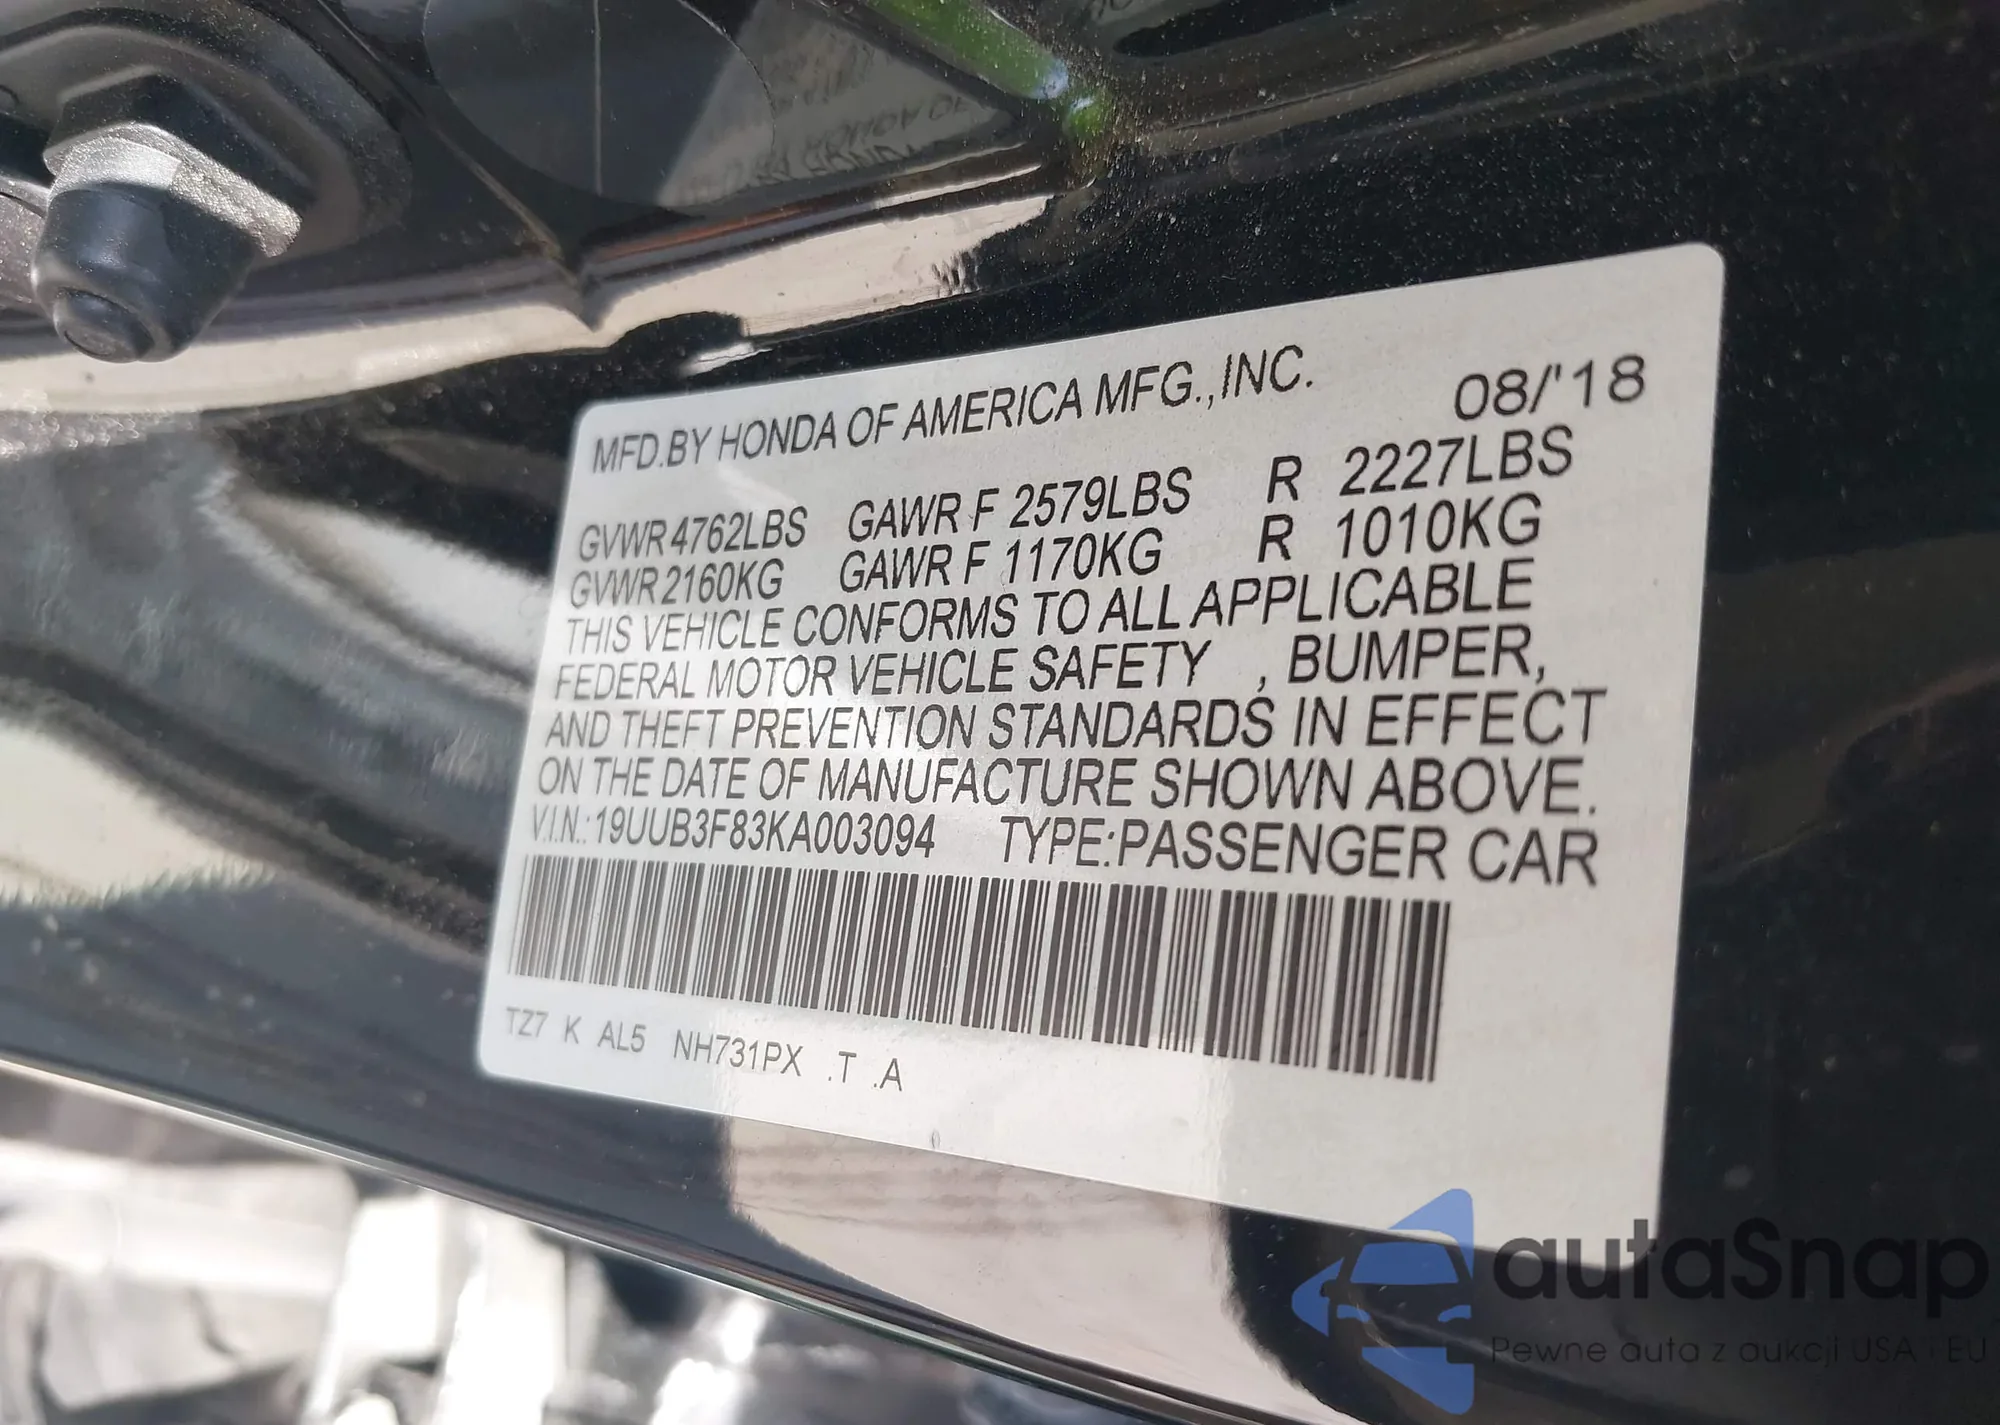 MFD.BY HONDA OF AMERICA MFG.,INC. 08/'18
GVWR 4762LBS GAWR F 2579LBS R 2227LBS
GVWR 2160KG GAWR F 1170KG R 1010KG
THIS VEHICLE CONFORMS TO ALL APPLICABLE
FEDERAL MOTOR VEHICLE SAFETY , BUMPER,
AND THEFT PREVENTION STANDARDS IN EFFECT
ON THE DATE OF MANUFACTURE SHOWN ABOVE.
V.I.N.:19UUB3F83KA003094 TYPE:PASSENGER CAR
TZ7 K AL5 NH731PX .T .A
autaSnap
Pewne auta z aukcji USA i EU